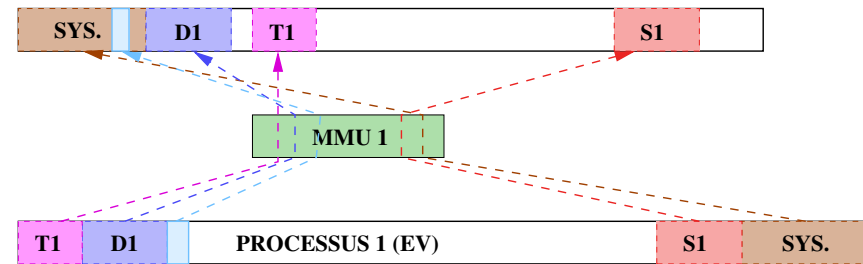 SYS. D1 T1 S1
MMU 1
T1 D1 PROCESSUS 1 (EV) S1 SYS.